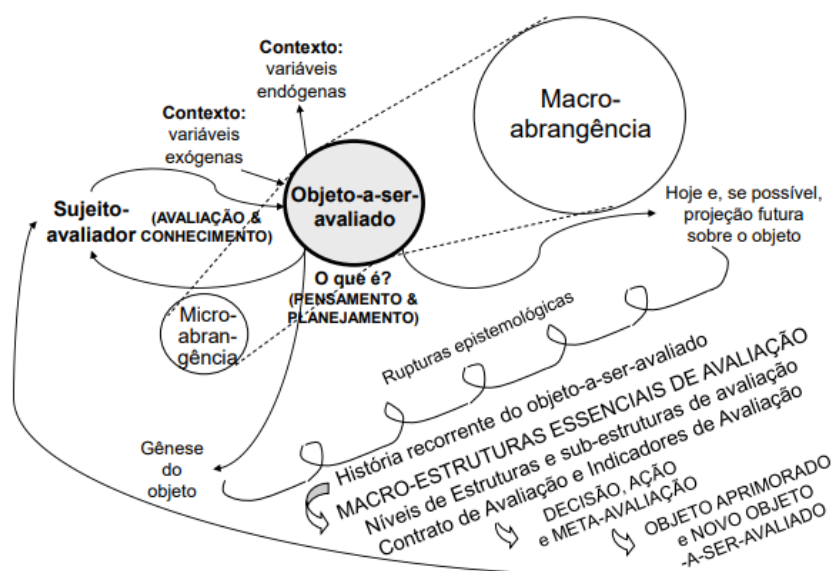 Contexto:
variáveis
endógenas
Contexto:
variáveis
exógenas
Macro-
abrangência
Objeto-a-ser-
avaliado
Sujeito-
avaliador
(AVALIAÇÃO &
CONHECIMENTO)
Hoje e, se possível,
projeção futura
sobre o objeto
O que é?
(PENSAMENTO &
PLANEJAMENTO)
Micro-
abran-
gência
Rupturas epistemológicas
Gênese
do
objeto
História recorrente do objeto-a-ser-avaliado
MACRO-ESTRUTURAS ESSENCIAIS DE AVALIAÇÃO
Níveis de Estruturas e sub-estruturas de avaliação
Contrato de Avaliação e Indicadores de Avaliação
DECISÃO, AÇÃO
e META-AVALIAÇÃO
OBJETO APRIMORADO
e NOVO OBJETO
-A-SER-AVALIADO